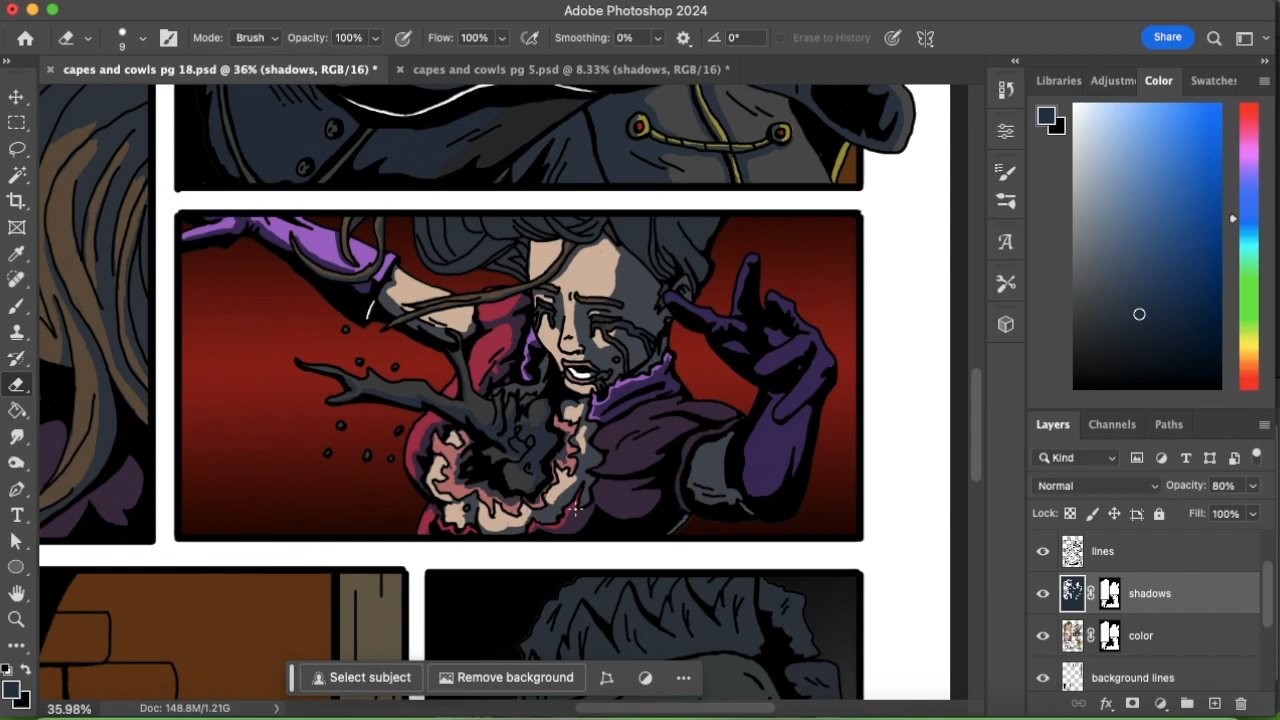 Adobe Photoshop 2024
9
Mode: Brush Opacity: 100% Flow: 100% Smoothing: 0% 0° Erase to History Share
capes and cowls pg 18.psd @ 36% (shadows, RGB/16) *
capes and cowls pg 5.psd @ 8.33% (shadows, RGB/16) *
Libraries Adjustm Color Swatches
Layers Channels Paths
Kind
Normal Opacity: 80%
Lock: Fill: 100%
lines
shadows
color
background lines
Select subject Remove background
35.98% Doc: 148.8M/1.21G